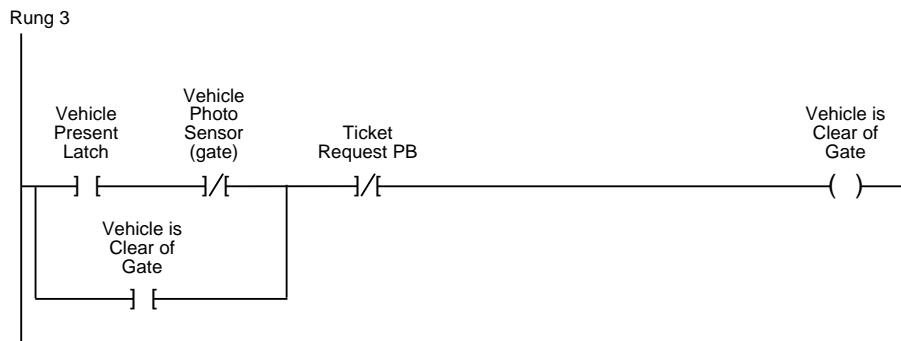 Rung 3
Vehicle
Present
Latch
Vehicle
Photo
Sensor
(gate)
Ticket
Request PB
Vehicle is
Clear of
Gate
Vehicle is
Clear of
Gate